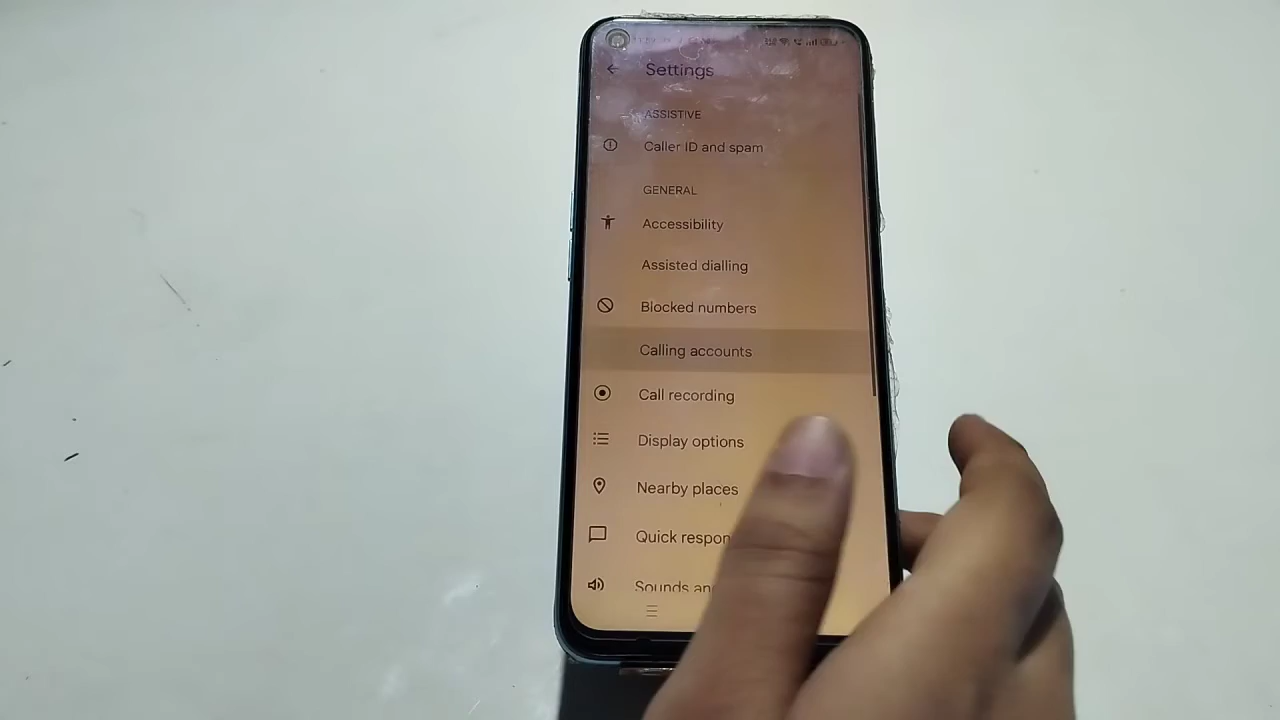 Settings
ASSISTIVE
Caller ID and spam
GENERAL
Accessibility
Assisted dialling
Blocked numbers
Calling accounts
Call recording
Display options
Nearby places
Quick respon
Sounds an